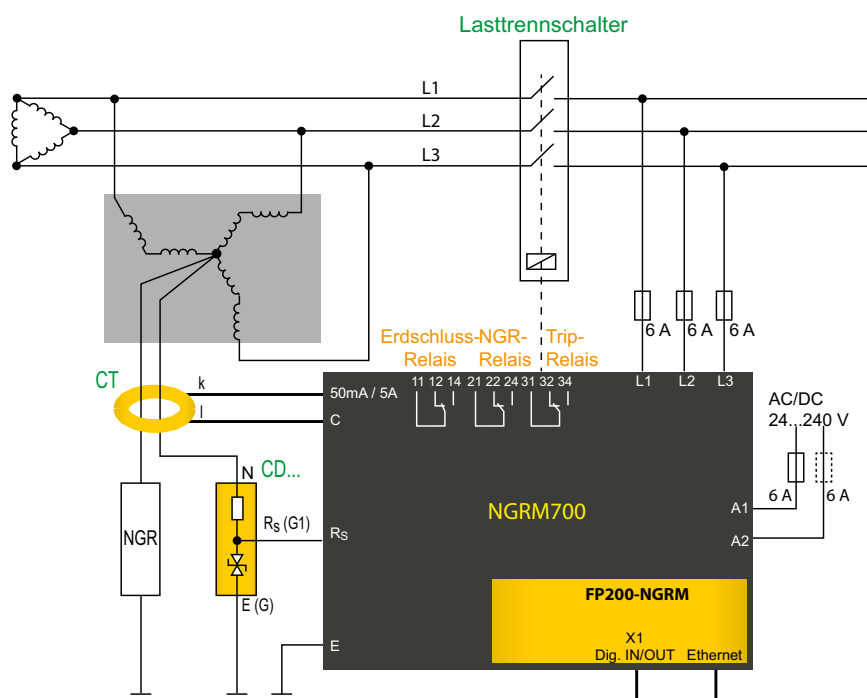 Lasttrennschalter
L1
L2
L3
6 A
6 A
6 A
Erdschluss-NGR- Trip-
Relais Relais Relais
CT
k
l
50mA / 5A
C
11 12 14 21 22 24 31 32 34
L1 L2 L3
AC/DC
24...240 V
6 A
6 A
N
CD...
NGRM700
A1
A2
NGR
RS (G1)
RS
E (G)
E
FP200-NGRM
X1
Dig. IN/OUT Ethernet